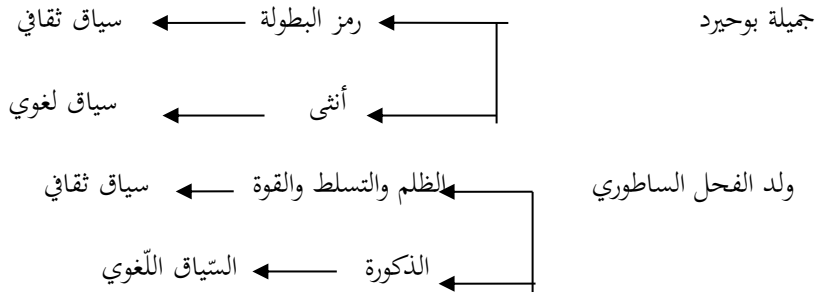 جميلة بوحيرد رمز البطولة سياق ثقافي
أنثى سياق لغوي
ولد الفحل الساطوري الظلم والتسلط والقوة سياق ثقافي
الذكورة السّياق اللّغوي